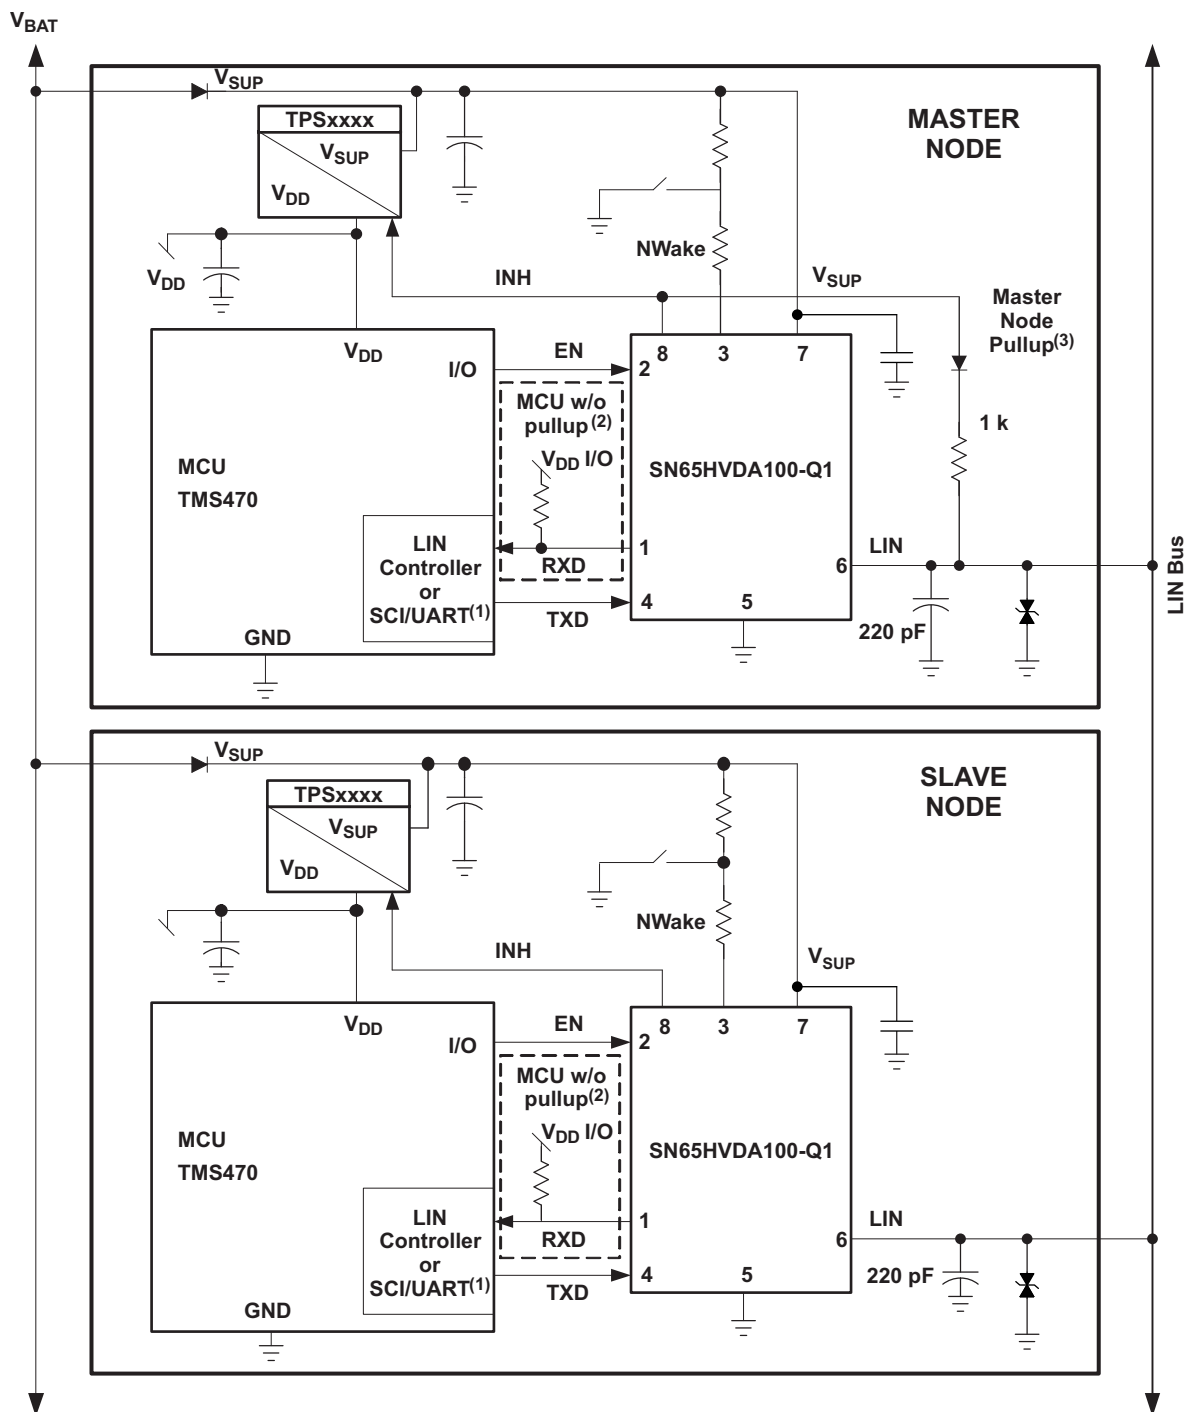 VBAT
VSUP
TPSxxxx
VSUP
VDD
MASTER
NODE
NWake
VDD
INH
VSUP
Master
Node
Pullup(3)
VDD
I/O
EN
2
8
3
7
MCU w/o
pullup(2)
VDD I/O
1 k
MCU
TMS470
SN65HVDA100-Q1
LIN
Controller
or
SCI/UART(1)
RXD
1
TXD
4
5
6
LIN
220 pF
GND
LIN Bus
VSUP
TPSxxxx
VSUP
VDD
SLAVE
NODE
NWake
INH
VSUP
VDD
I/O
EN
2
8
3
7
MCU w/o
pullup(2)
VDD I/O
MCU
TMS470
SN65HVDA100-Q1
LIN
Controller
or
SCI/UART(1)
RXD
1
TXD
4
5
6
LIN
220 pF
GND